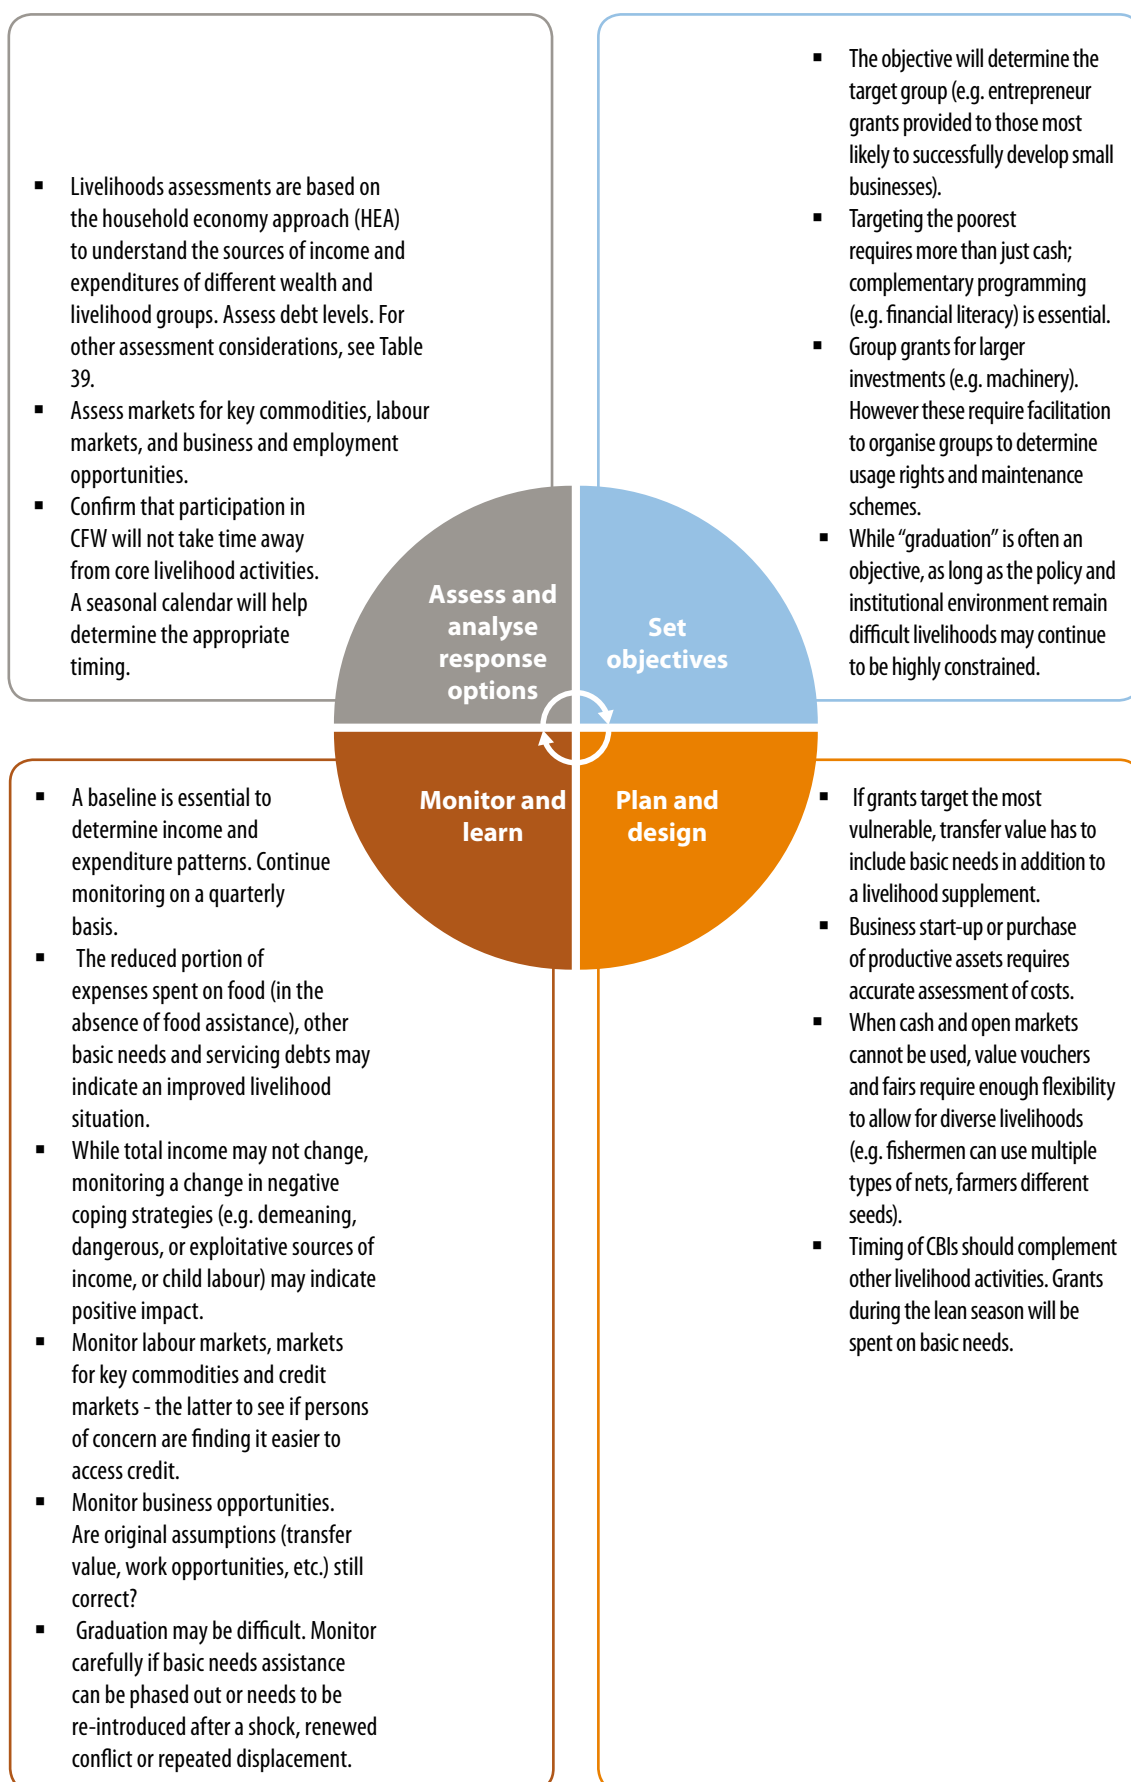 ▪ Livelihoods assessments are based on
the household economy approach (HEA)
to understand the sources of income and
expenditures of different wealth and
livelihood groups. Assess debt levels. For
other assessment considerations, see Table
39.
▪ Assess markets for key commodities, labour
markets, and business and employment
opportunities.
▪ Confirm that participation in
CFW will not take time away
from core livelihood activities.
A seasonal calendar will help
determine the appropriate
timing.
▪ The objective will determine the
target group (e.g. entrepreneur
grants provided to those most
likely to successfully develop small
businesses).
▪ Targeting the poorest
requires more than just cash;
complementary programming
(e.g. financial literacy) is essential.
▪ Group grants for larger
investments (e.g. machinery).
However these require facilitation
to organise groups to determine
usage rights and maintenance
schemes.
▪ While “graduation” is often an
objective, as long as the policy and
institutional environment remain
difficult livelihoods may continue
to be highly constrained.
Assess and
analyse
response
options
Set
objectives
Monitor and
learn
Plan and
design
▪ A baseline is essential to
determine income and
expenditure patterns. Continue
monitoring on a quarterly
basis.
▪ The reduced portion of
expenses spent on food (in the
absence of food assistance), other
basic needs and servicing debts may
indicate an improved livelihood
situation.
▪ While total income may not change,
monitoring a change in negative
coping strategies (e.g. demeaning,
dangerous, or exploitative sources of
income, or child labour) may indicate
positive impact.
▪ Monitor labour markets, markets
for key commodities and credit
markets - the latter to see if persons
of concern are finding it easier to
access credit.
▪ Monitor business opportunities.
Are original assumptions (transfer
value, work opportunities, etc.) still
correct?
▪ Graduation may be difficult. Monitor
carefully if basic needs assistance
can be phased out or needs to be
re-introduced after a shock, renewed
conflict or repeated displacement.
▪ If grants target the most
vulnerable, transfer value has to
include basic needs in addition to
a livelihood supplement.
▪ Business start-up or purchase
of productive assets requires
accurate assessment of costs.
▪ When cash and open markets
cannot be used, value vouchers
and fairs require enough flexibility
to allow for diverse livelihoods
(e.g. fishermen can use multiple
types of nets, farmers different
seeds).
▪ Timing of CBIs should complement
other livelihood activities. Grants
during the lean season will be
spent on basic needs.